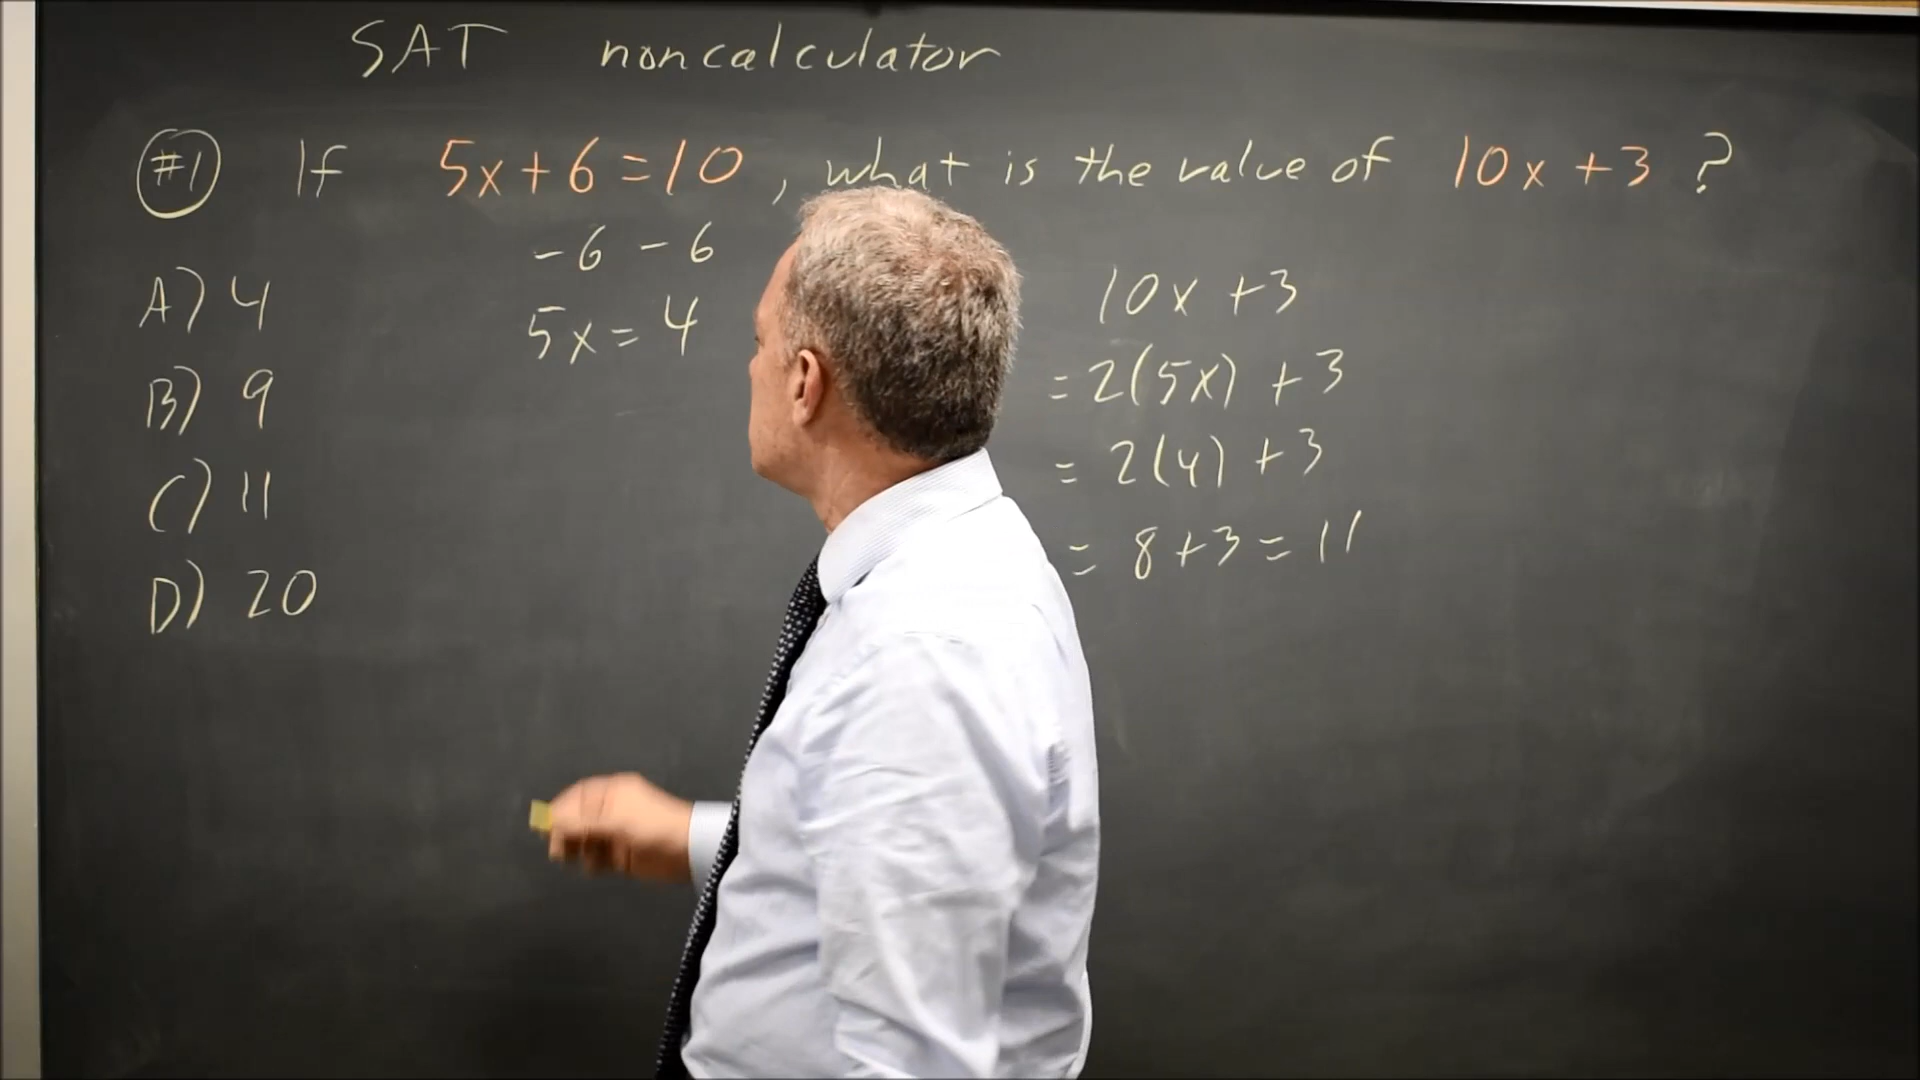 SAT noncalculator
#1 If 5x+6=10, what is the value of 10x+3?
-6 -6
5x=4
A) 4
B) 9
C) 11
D) 20
10x+3
=2(5x)+3
=2(4)+3
=8+3=11